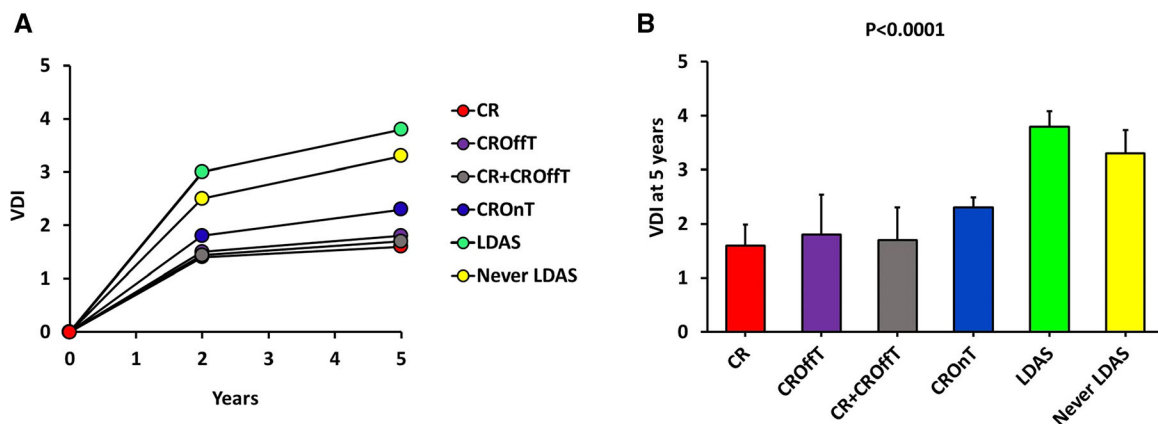 A
VDI
5
4
3
2
1
0
0 1 2 3 4 5
Years
CR
CROffT
CR+CROffT
CROnT
LDAS
Never LDAS
B
P<0.0001
VDI at 5 years
5
4
3
2
1
0
CR
CROffT
CR+CROffT
CROnT
LDAS
Never LDAS